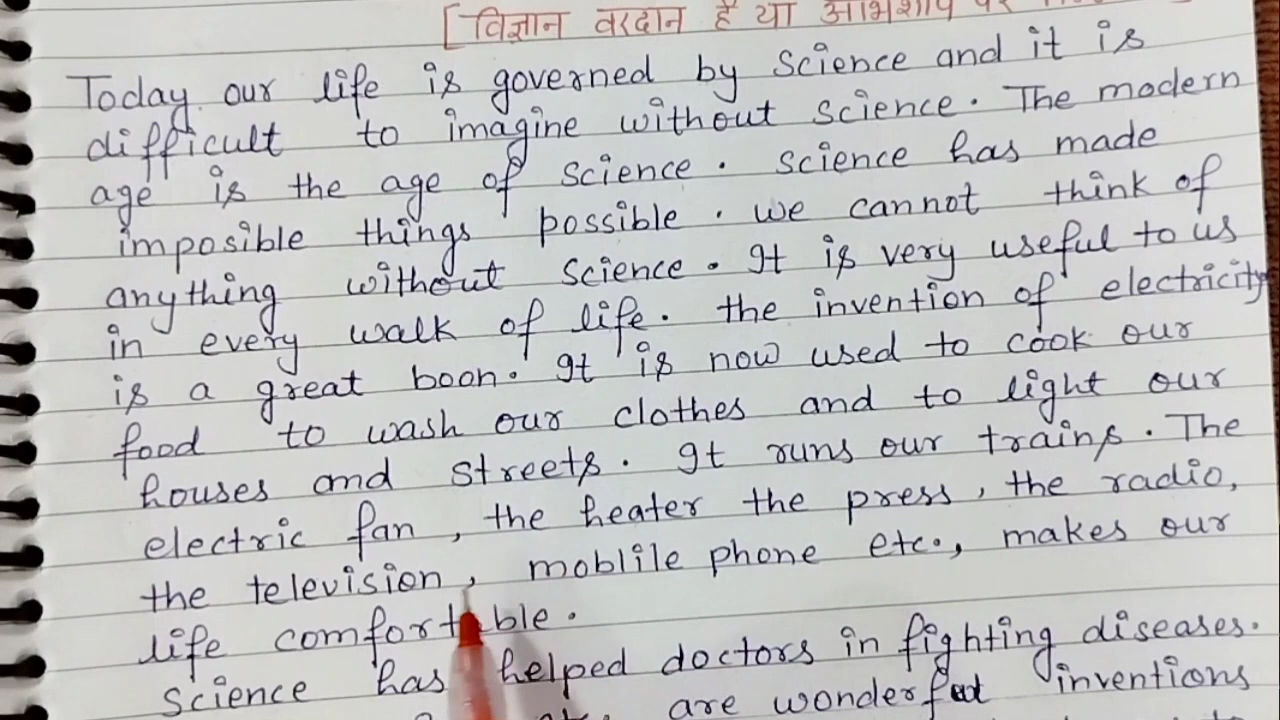 [ विज्ञान वरदान है या अभिशाप पर
Today our life is governed by Science and it is
difficult to imagine without science. The modern
age is the age of science. Science has made
imposible things possible. We cannot think of
anything without science. It is very useful to us
in every walk of life. the invention of electricity
is a great boon. It is now used to cook our
food to wash our clothes and to light our
houses and streets. It runs our trains. The
electric fan, the heater the press, the radio,
the television, moblile phone etc., makes our
life comfortable.
Science has helped doctors in fighting diseases.
are wonderful inventions